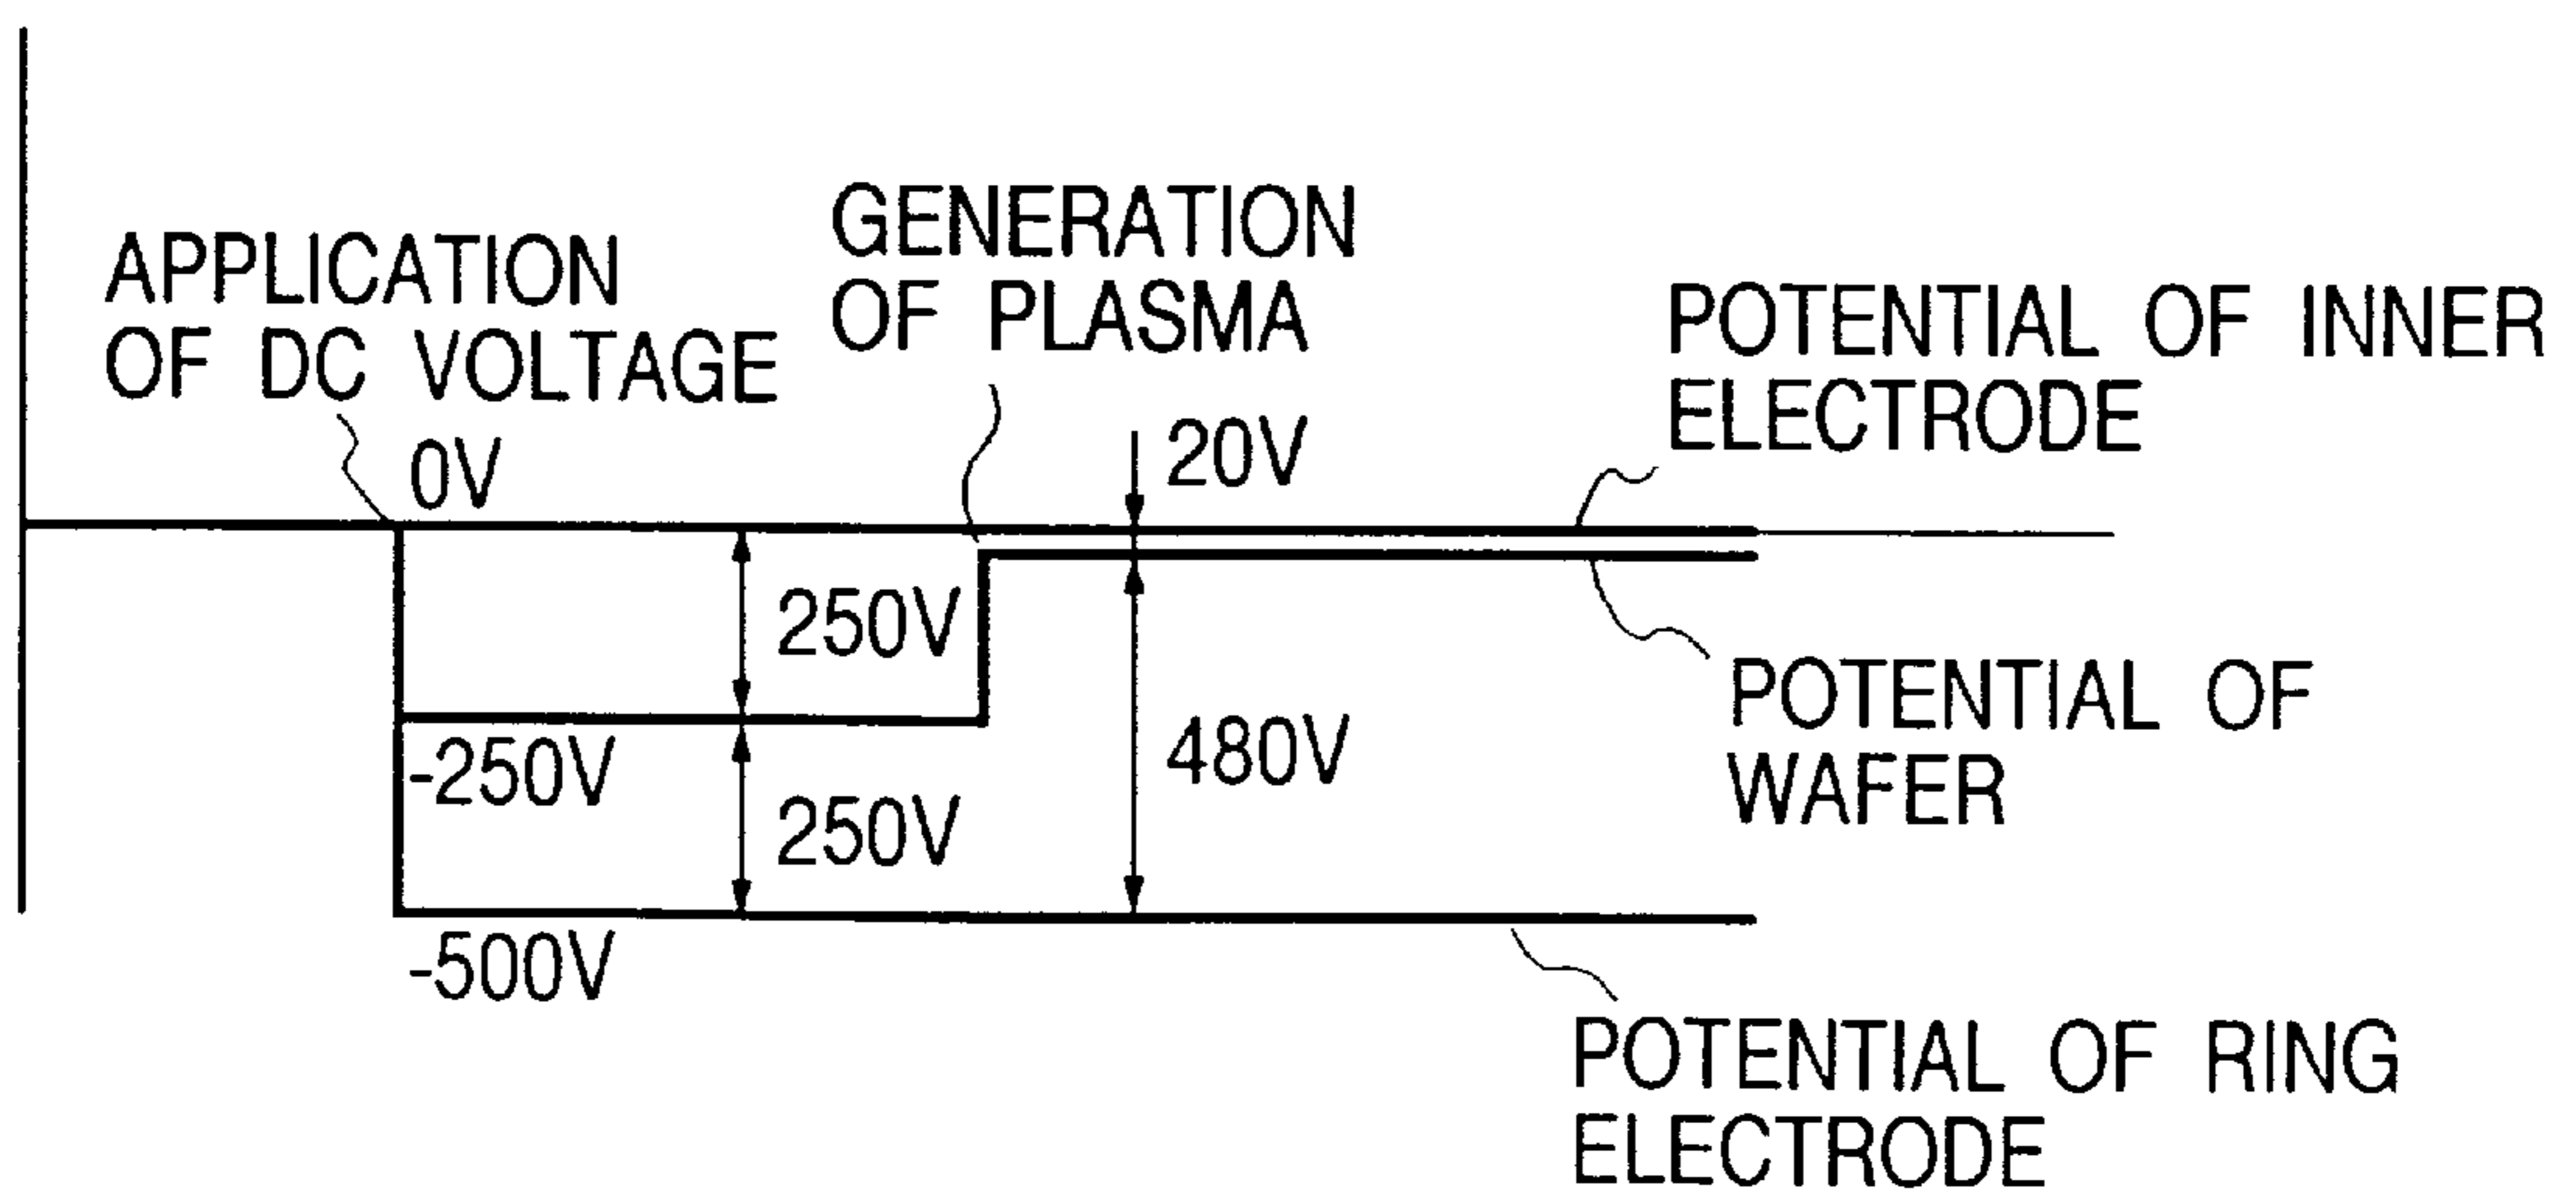 APPLICATION
OF DC VOLTAGE
GENERATION
OF PLASMA
POTENTIAL OF INNER
ELECTRODE
0V
20V
250V
-250V
250V
480V
POTENTIAL OF
WAFER
-500V
POTENTIAL OF RING
ELECTRODE